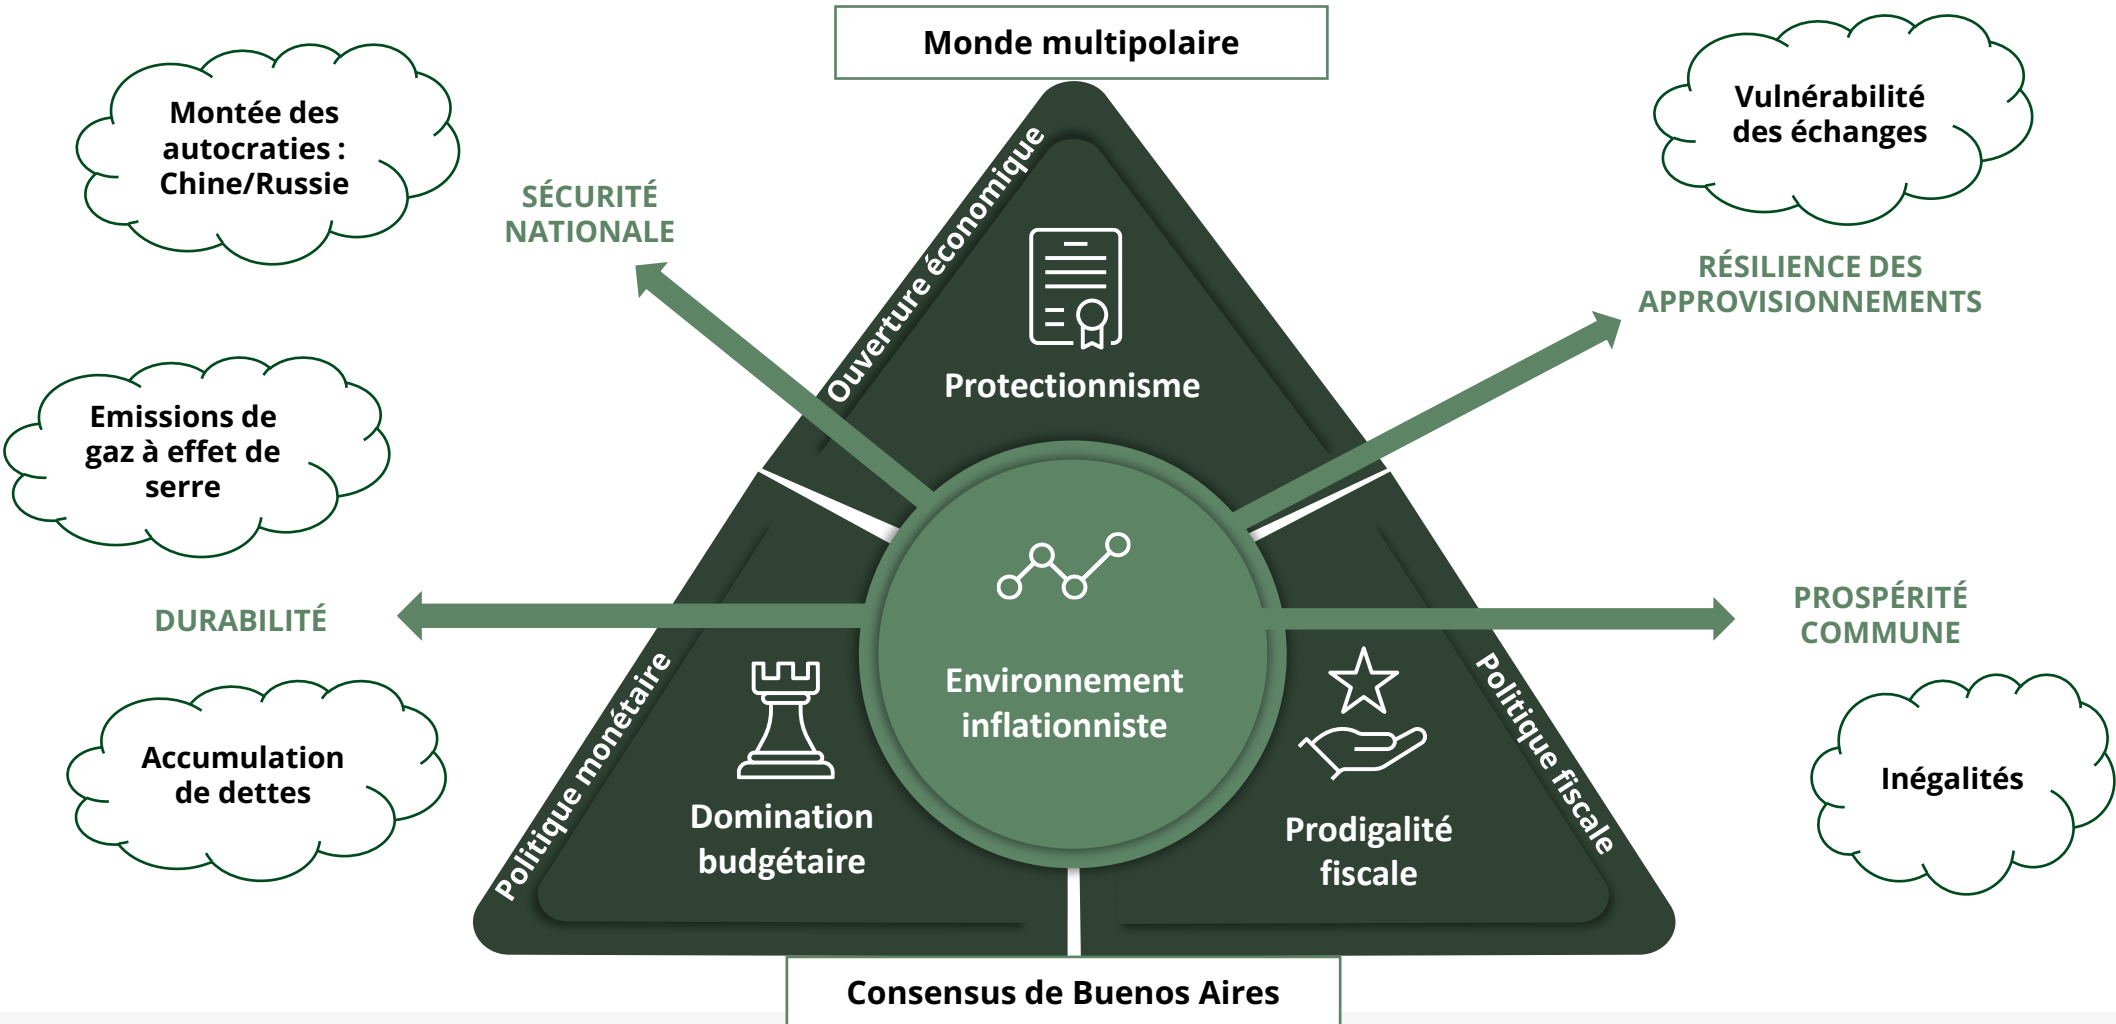 Monde multipolaire
Montée des
autocraties :
Chine/Russie
Vulnérabilité
des échanges
SÉCURITÉ
NATIONALE
RÉSILIENCE DES
APPROVISIONNEMENTS
Ouverture économique
Protectionnisme
Emissions de
gaz à effet de
serre
DURABILITÉ
PROSPÉRITÉ
COMMUNE
Environnement
inflationniste
Politique monétaire
Politique fiscale
Accumulation
de dettes
Domination
budgétaire
Prodigalité
fiscale
Inégalités
Consensus de Buenos Aires